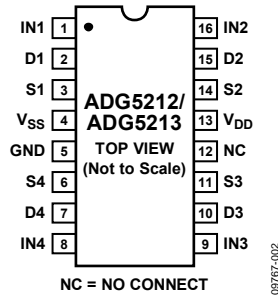 IN1 1 16 IN2
D1 2 15 D2
S1 3 14 S2
VSS 4 13 VDD
GND 5 12 NC
S4 6 11 S3
D4 7 10 D3
IN4 8 9 IN3
ADG5212/
ADG5213
TOP VIEW
(Not to Scale)
NC = NO CONNECT
09767-002